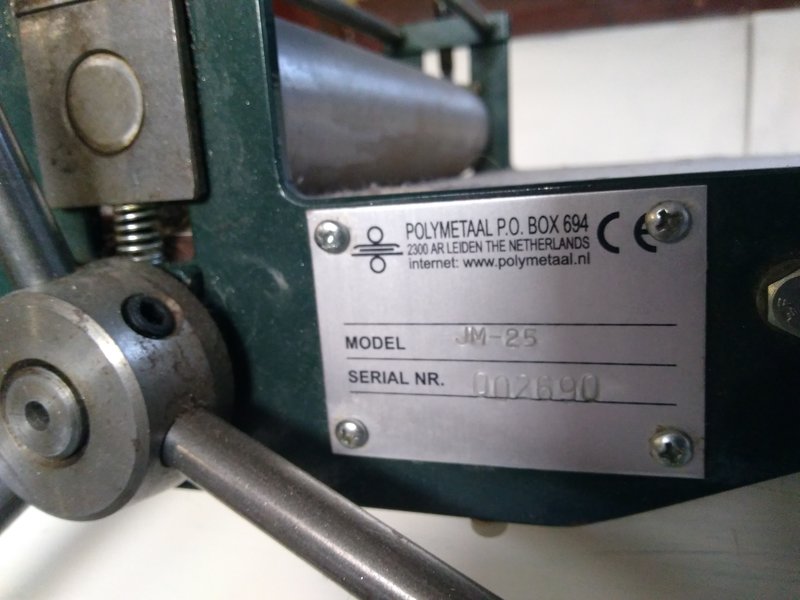 POLYMETAAL P.O. BOX 694
2300 AR LEIDEN THE NETHERLANDS
internet: www.polymetaal.nl
CE
MODEL JM-25
SERIAL NR. 002690